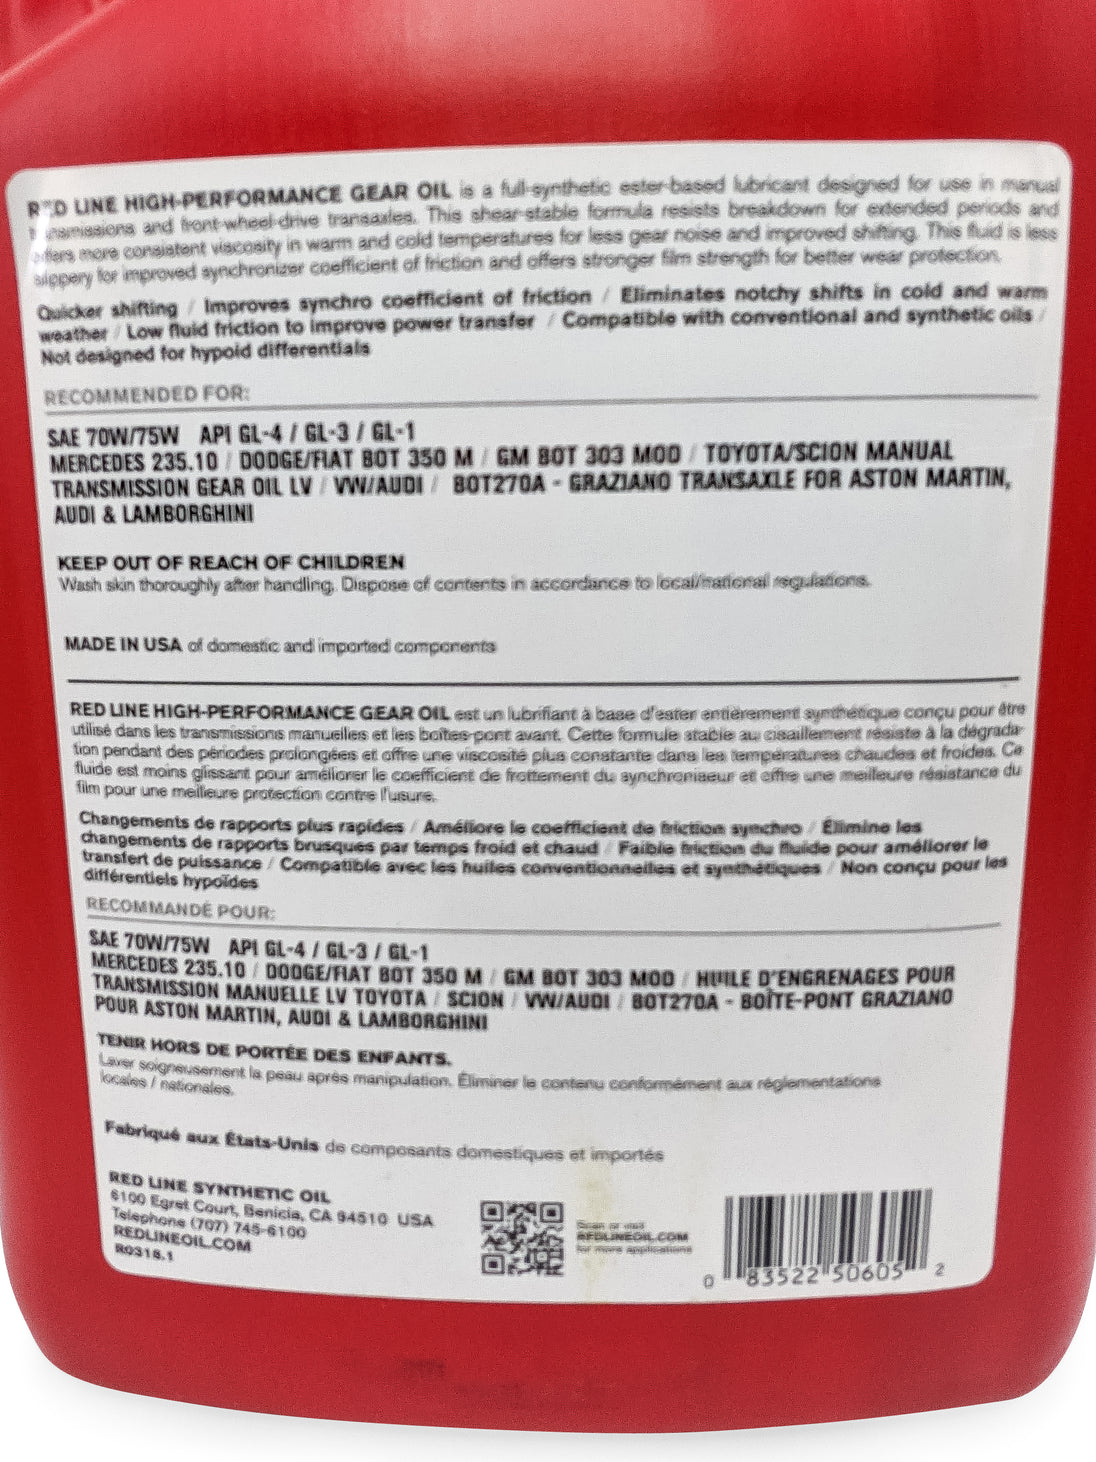 RED LINE HIGH-PERFORMANCE GEAR OIL is a full-synthetic ester-based lubricant designed for use in manual
transmissions and front-wheel-drive transaxles. This shear-stable formula resists breakdown for extended periods and
offers more consistent viscosity in warm and cold temperatures for less gear noise and improved shifting. This fluid is less
slippery for improved synchronizer coefficient of friction and offers stronger film strength for better wear protection.
Quicker shifting / Improves synchro coefficient of friction / Eliminates notchy shifts in cold and warm
weather / Low fluid friction to improve power transfer / Compatible with conventional and synthetic oils /
Not designed for hypoid differentials
RECOMMENDED FOR:
SAE 70W/75W API GL-4 / GL-3 / GL-1
MERCEDES 235.10 / DODGE/FIAT BOT 350 M / GM BOT 303 MOD / TOYOTA/SCION MANUAL
TRANSMISSION GEAR OIL LV / VW/AUDI / BOT270A - GRAZIANO TRANSAXLE FOR ASTON MARTIN,
AUDI & LAMBORGHINI
KEEP OUT OF REACH OF CHILDREN
Wash skin thoroughly after handling. Dispose of contents in accordance to local/national regulations.
MADE IN USA of domestic and imported components
RED LINE HIGH-PERFORMANCE GEAR OIL est un lubrifiant à base d'ester entièrement synthétique conçu pour être
utilisé dans les transmissions manuelles et les boîtes-pont avant. Cette formule stable au cisaillement résiste à la dégrada-
tion pendant des périodes prolongées et offre une viscosité plus constante dans les températures chaudes et froides. Ce
fluide est moins glissant pour améliorer le coefficient de frottement du synchroniseur et offre une meilleure résistance du
film pour une meilleure protection contre l'usure.
Changements de rapports plus rapides / Améliore le coefficient de friction synchro / Élimine les
changements de rapports brusques par temps froid et chaud / Faible friction du fluide pour améliorer le
transfert de puissance / Compatible avec les huiles conventionnelles et synthétiques / Non conçu pour les
différentiels hypoïdes
RECOMMANDÉ POUR:
SAE 70W/75W API GL-4 / GL-3 / GL-1
MERCEDES 235.10 / DODGE/FIAT BOT 350 M / GM BOT 303 MOD / HUILE D'ENGRENAGES POUR
TRANSMISSION MANUELLE LV TOYOTA / SCION / VW/AUDI / BOT270A - BOÎTE-PONT GRAZIANO
POUR ASTON MARTIN, AUDI & LAMBORGHINI
TENIR HORS DE PORTÉE DES ENFANTS.
Laver soigneusement la peau après manipulation. Éliminer le contenu conformément aux réglementations
locales / nationales.
Fabriqué aux États-Unis de composants domestiques et importés
RED LINE SYNTHETIC OIL
6100 Egret Court, Benicia, CA 94510 USA
Telephone (707) 745-6100
REDLINEOIL.COM
R0318.1
Scan or visit
REDLINEOIL.COM
for more applications
0 83522 50605 2